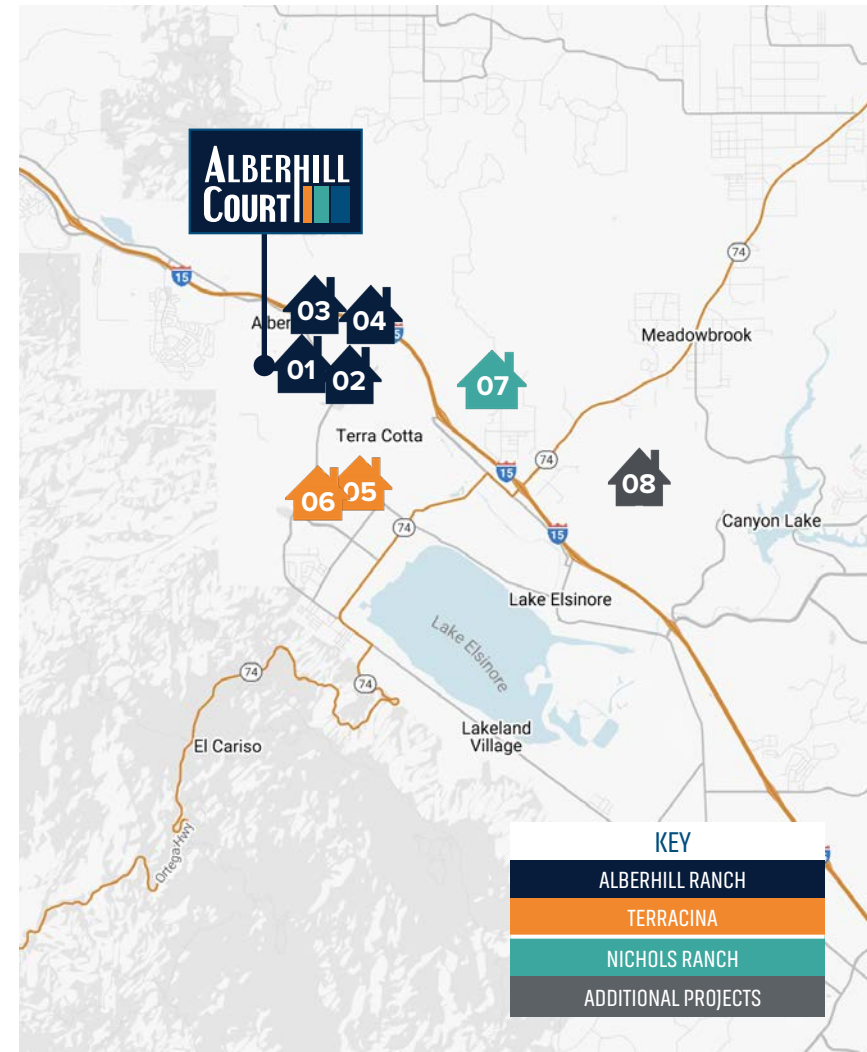 ALBERHILL
COURT
74
15
03
04
Alber
5
Meadowbrook
01
02
07
Terra Cotta
74
15
06
05
08
74
Canyon Lake
15
Lake Elsinore
Lake Elsinore
74
74
Lakeland
Village
El Cariso
Ortega Hwy
KEY
ALBERHILL RANCH
TERRACINA
NICHOLS RANCH
ADDITIONAL PROJECTS